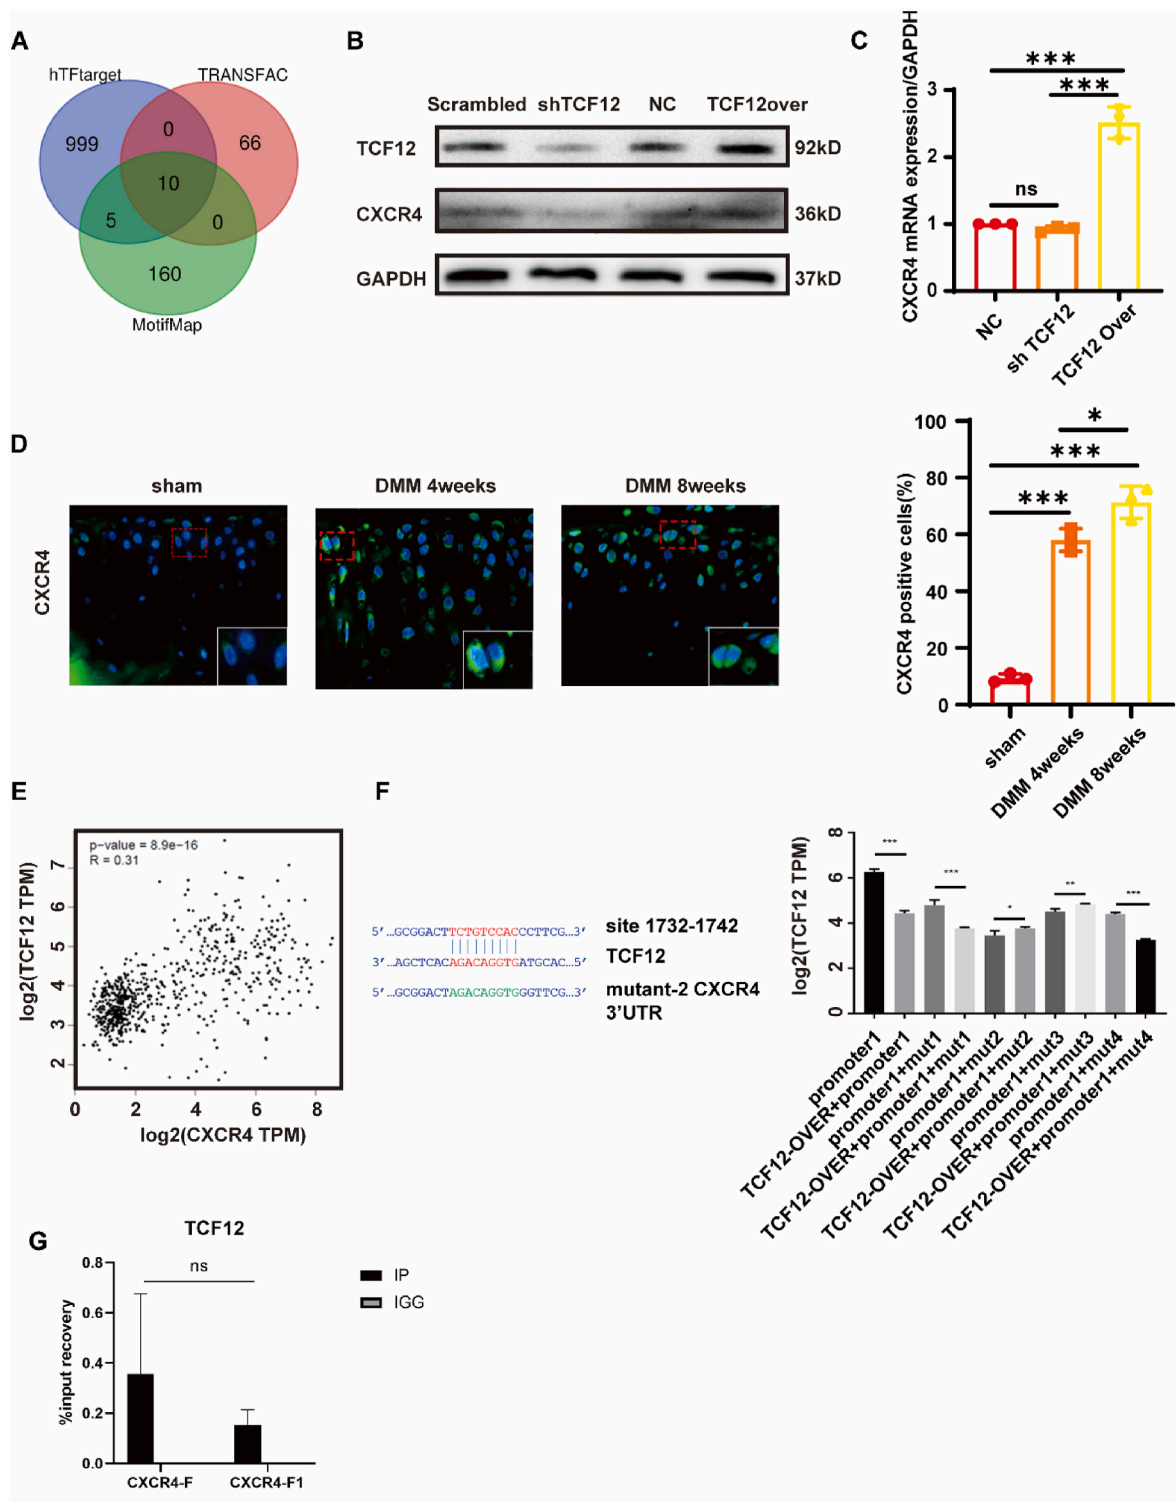 A
hTFtarget
TRANSFAC
999
0
66
10
5
0
160
MotifMap
B
Scrambled shTCF12 NC TCF12over
TCF12
92kD
CXCR4
36kD
GAPDH
37kD
C
CXCR4 mRNA expression/GAPDH
3
2
1
0
***
***
ns
NC
sh TCF12
TCF12 Over
D
sham
DMM 4weeks
DMM 8weeks
CXCR4
CXCR4 positive cells(%)
100
80
60
40
20
0
*
***
***
sham
DMM 4weeks
DMM 8weeks
E
p-value = 8.9e-16
R = 0.31
log2(TCF12 TPM)
7
6
5
4
3
2
0 2 4 6 8
log2(CXCR4 TPM)
F
5′…GCGGACTTCTGTCCACCCTTCG…3′
site 1732-1742
3′…AGCTCACAGACAGGTGATGCAC…5′
TCF12
5′…GCGGACTAGACAGGTGGGTTCG…3′
mutant-2 CXCR4
3’UTR
log2(TCF12 TPM)
8
6
4
2
0
***
***
*
**
***
promoter1
TCF12-OVER+promoter1
promoter1+mut1
TCF12-OVER+promoter1+mut1
promoter1+mut2
TCF12-OVER+promoter1+mut2
promoter1+mut3
TCF12-OVER+promoter1+mut3
promoter1+mut4
TCF12-OVER+promoter1+mut4
G
TCF12
%input recovery
0.8
0.6
0.4
0.2
0.0
ns
CXCR4-F
CXCR4-F1
IP
IGG